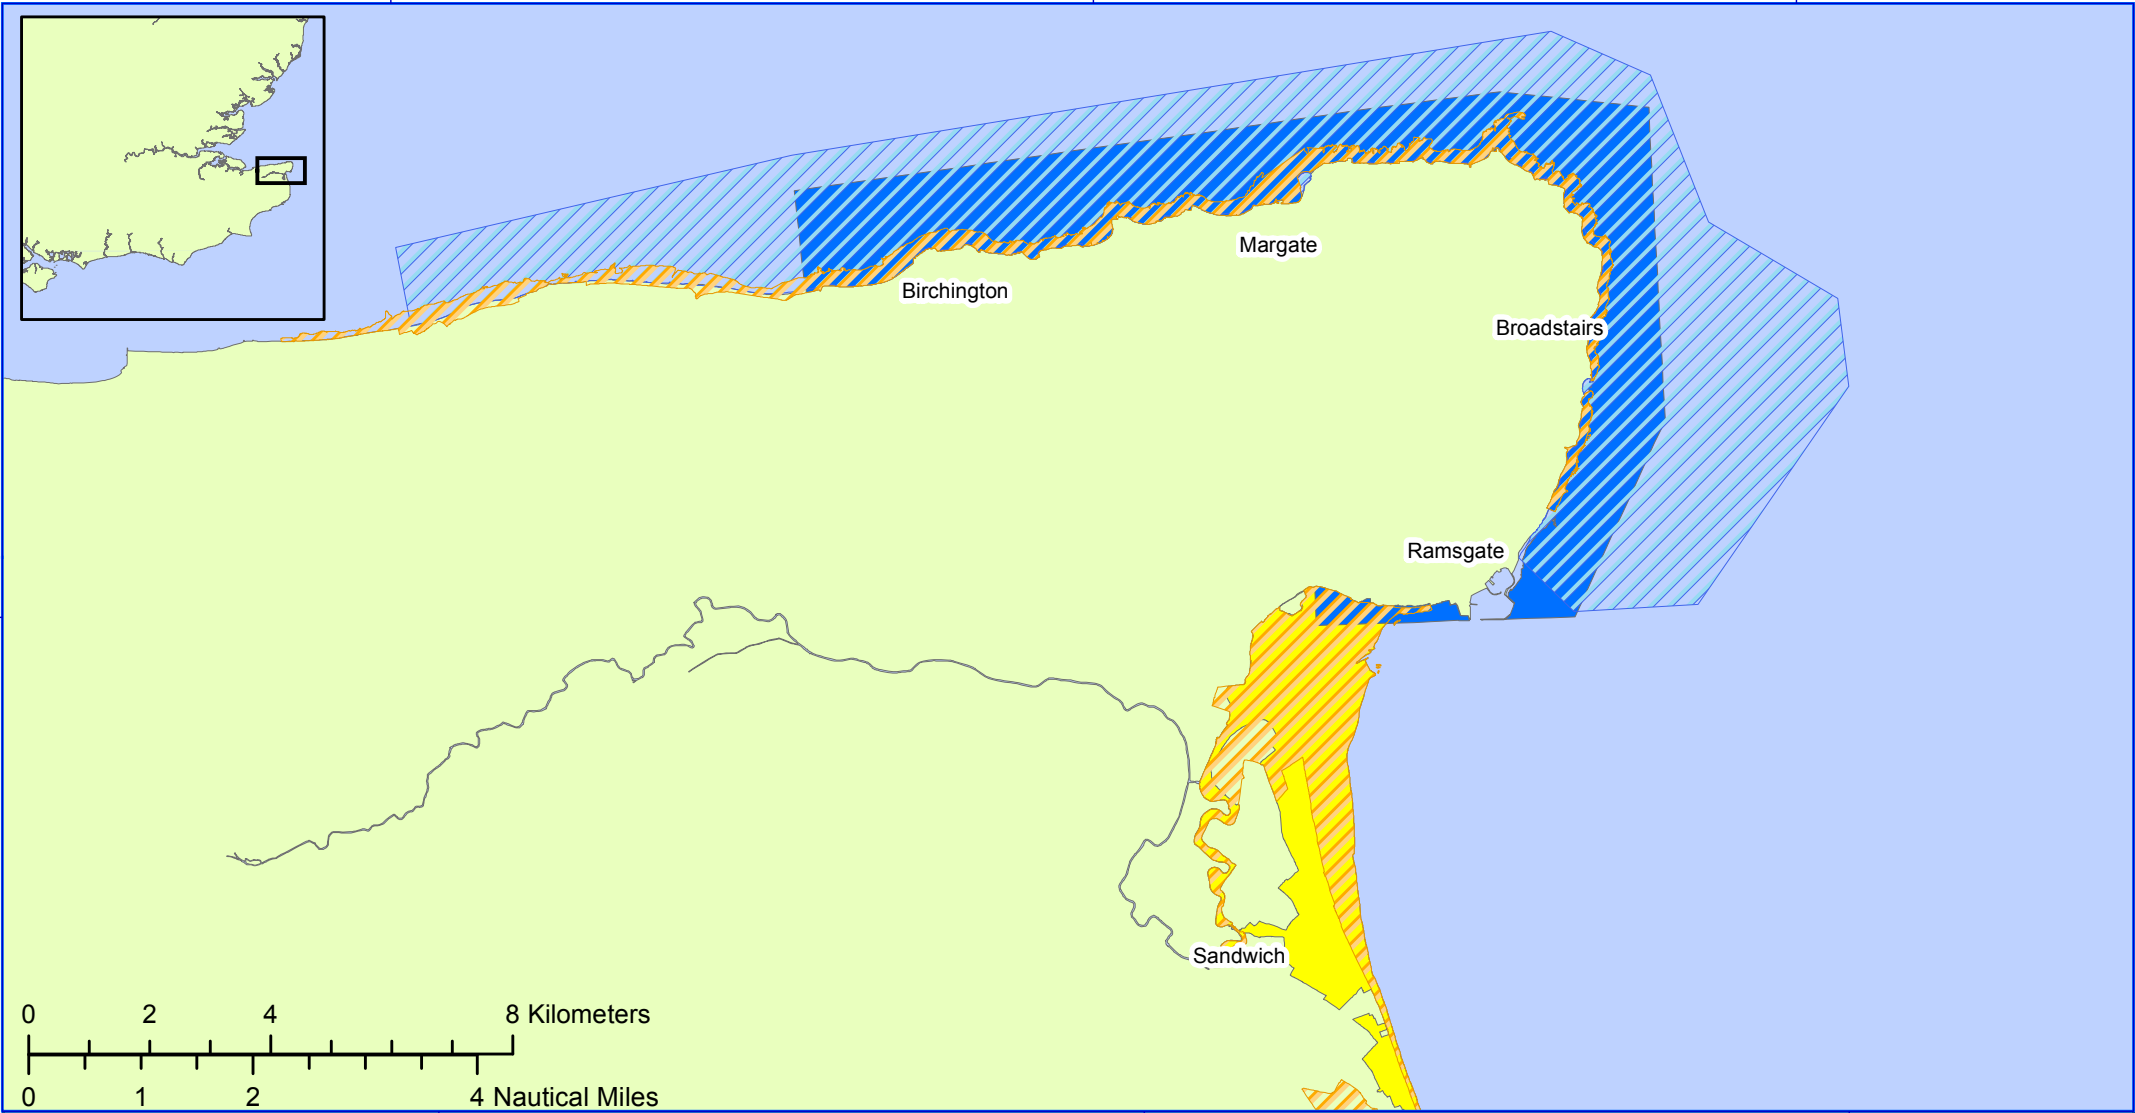 Margate
Birchington
Broadstairs
Ramsgate
Sandwich
0 2 4 8 Kilometers
0 1 2 4 Nautical Miles